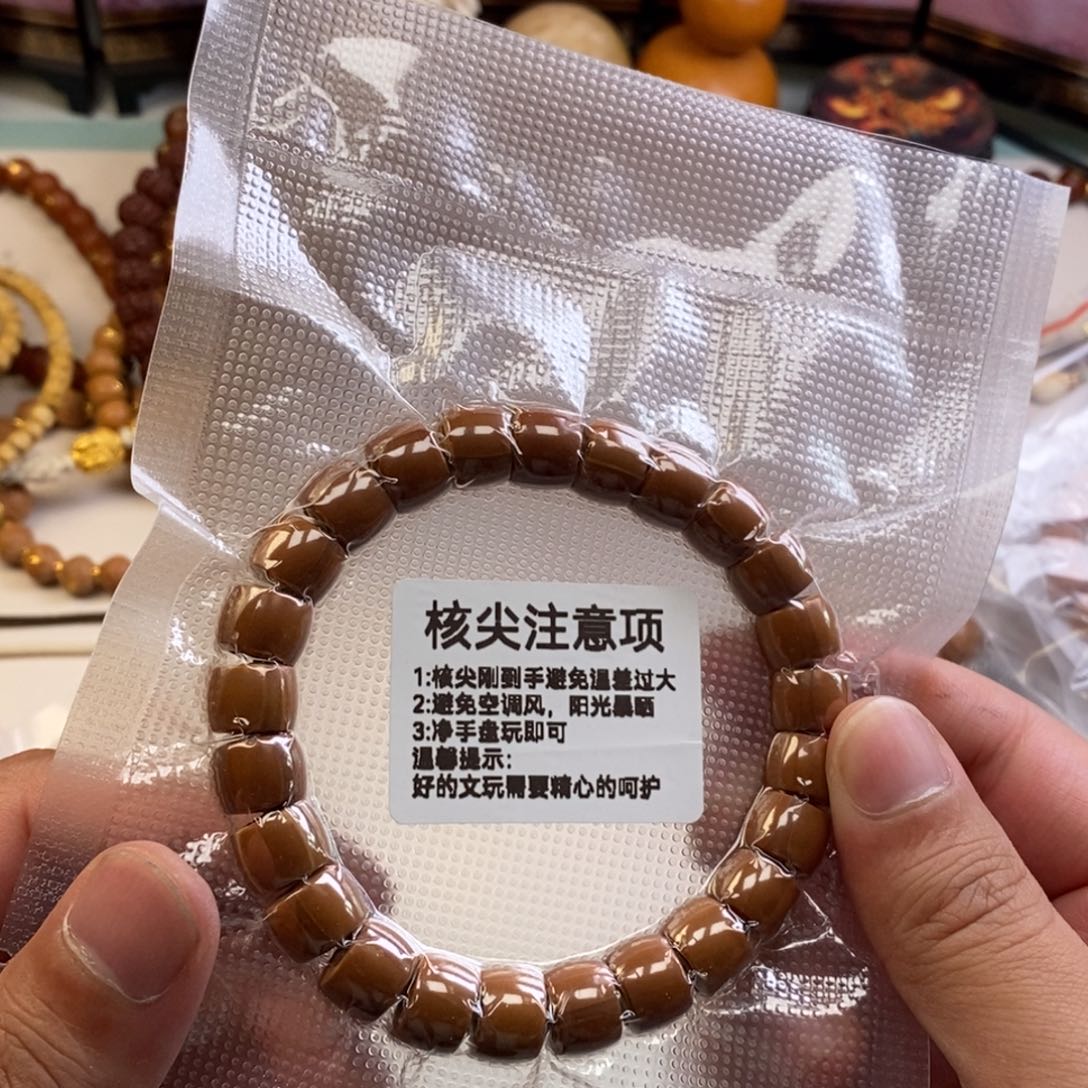 核尖注意项
1:核尖刚到手避免温差过大
2:避免空调风，阳光暴晒
3:净手盘玩即可
温馨提示：
好的文玩需要精心的呵护